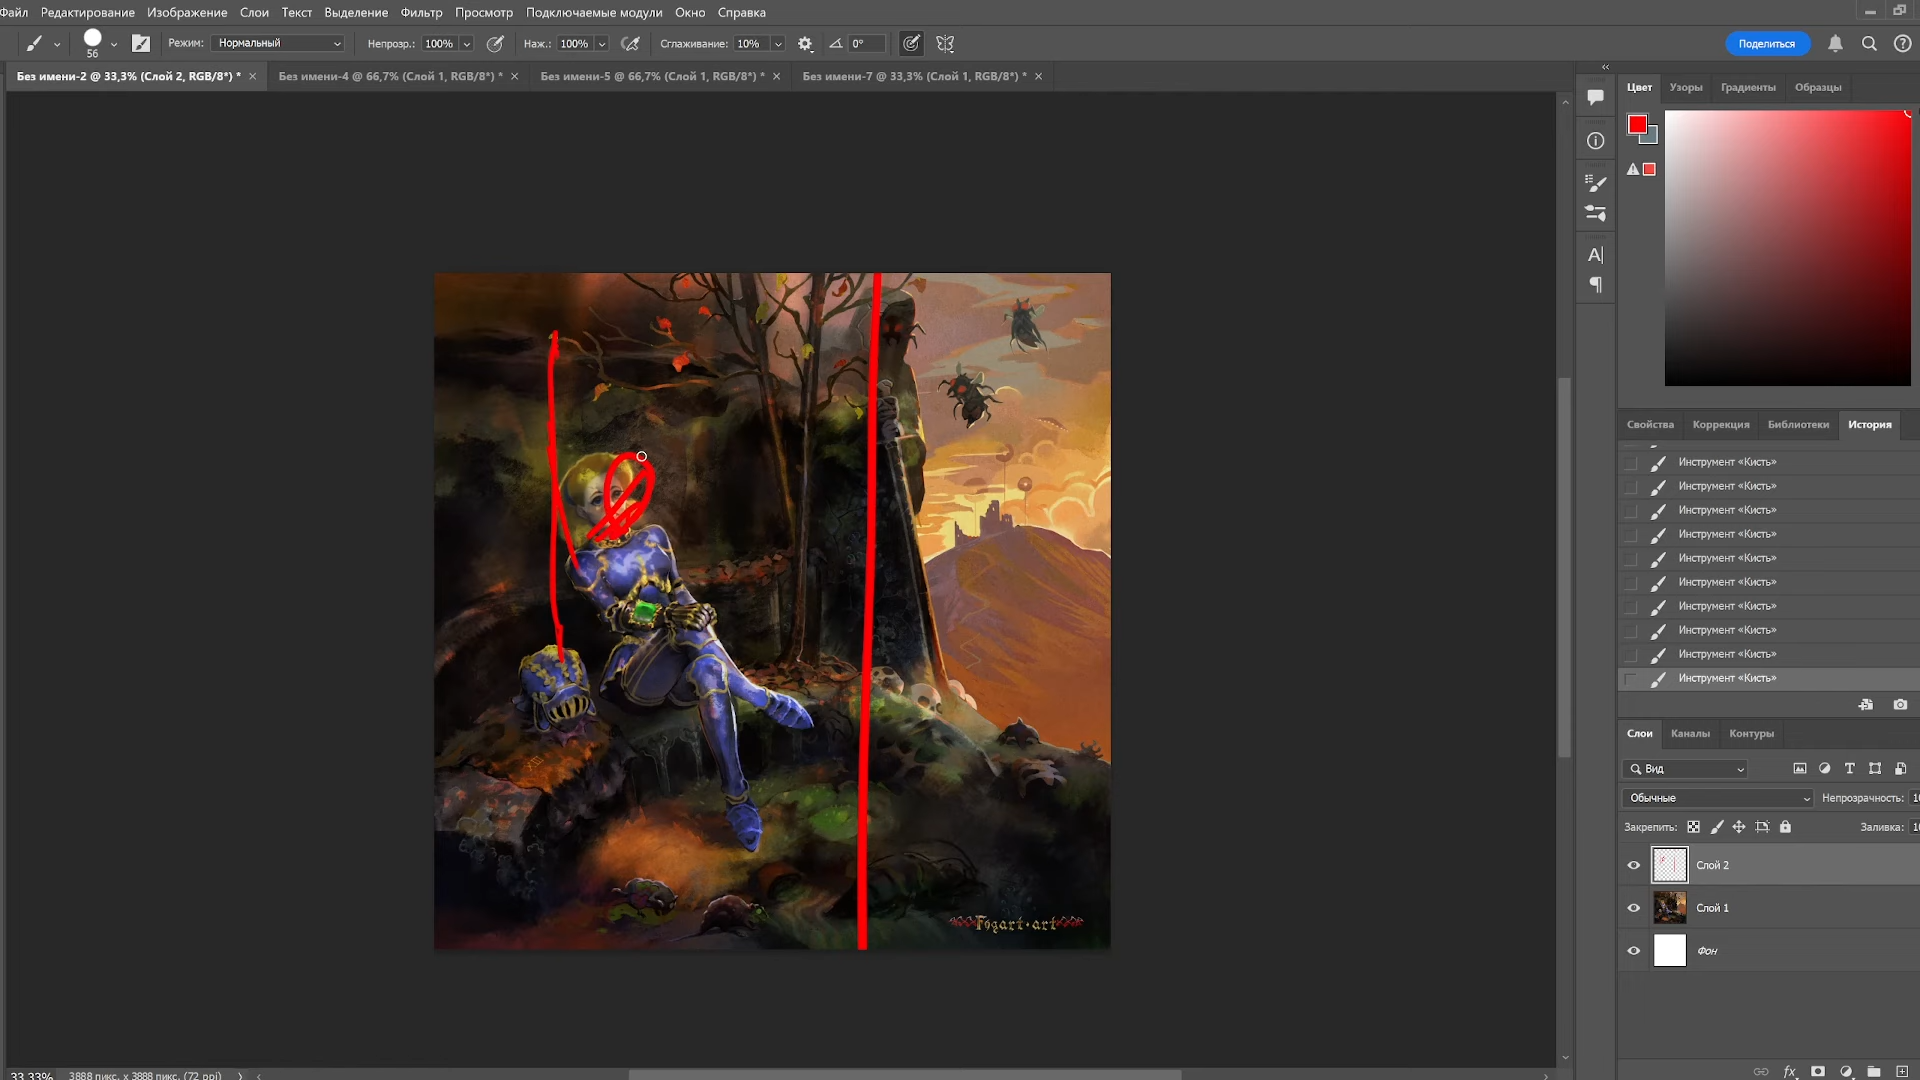 Файл Редактирование Изображение Слои Текст Выделение Фильтр Просмотр Подключаемые модули Окно Справка
56 Режим: Нормальный Непрозр.: 100% Наж.: 100% Сглаживание: 10% 0° Поделиться
Без имени-2 @ 33,3% (Слой 2, RGB/8*) * Без имени-4 @ 66,7% (Слой 1, RGB/8*) * Без имени-5 @ 66,7% (Слой 1, RGB/8*) * Без имени-7 @ 33,3% (Слой 1, RGB/8*) *
Цвет Узоры Градиенты Образцы
Свойства Коррекция Библиотеки История
Инструмент «Кисть»
Инструмент «Кисть»
Инструмент «Кисть»
Инструмент «Кисть»
Инструмент «Кисть»
Инструмент «Кисть»
Инструмент «Кисть»
Инструмент «Кисть»
Инструмент «Кисть»
Инструмент «Кисть»
Слои Каналы Контуры
Вид
Обычные Непрозрачность: 10
Закрепить: Заливка: 10
Слой 2
Слой 1
Фон
Fogart·art
33,33% 3888 пикс. x 3888 пикс. (72 ppi)